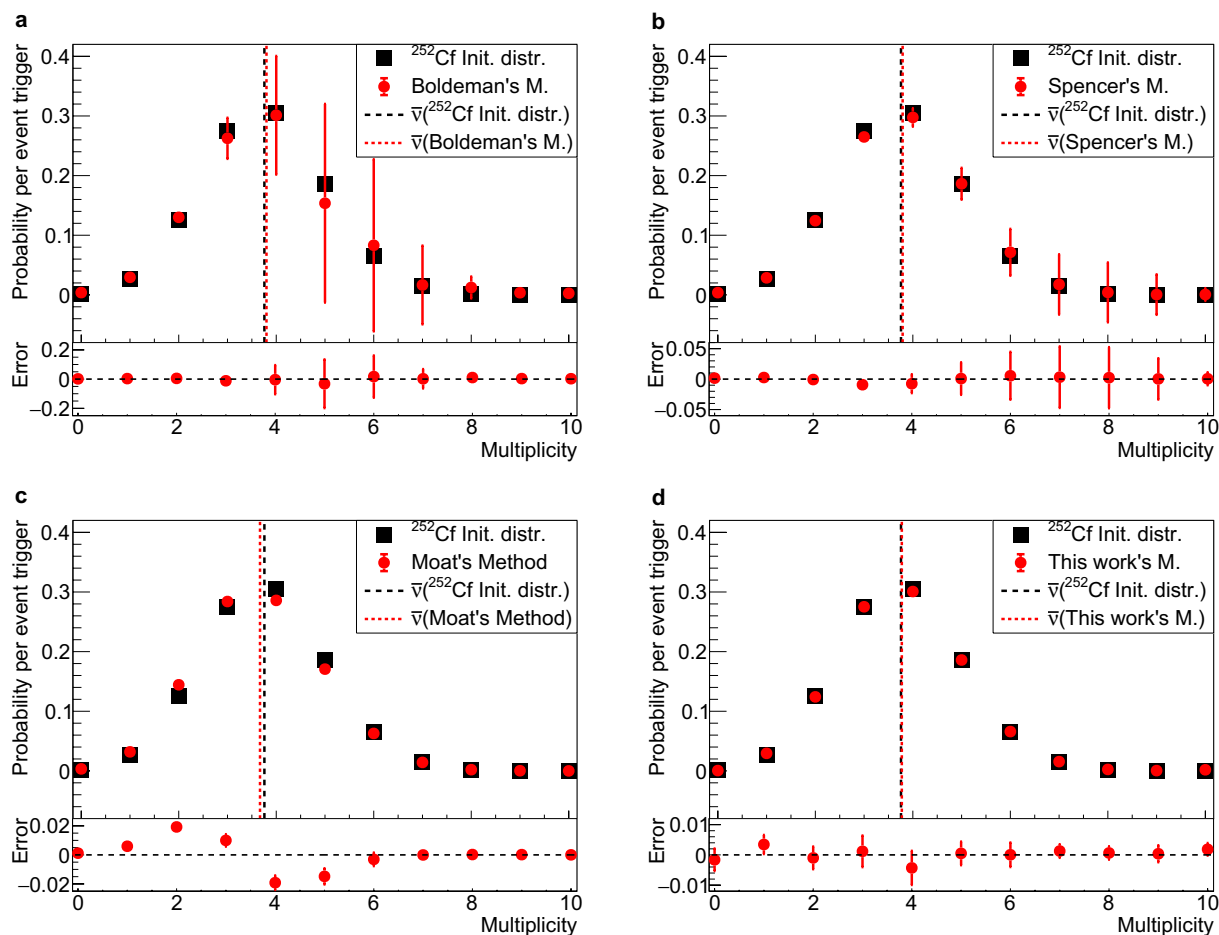 a
Probability per event trigger
0.4
0.3
0.2
0.1
0
²⁵²Cf Init. distr.
Boldeman's M.
ν̅(²⁵²Cf Init. distr.)
ν̅(Boldeman's M.)
Error
0.2
0
−0.2
0 2 4 6 8 10
Multiplicity
b
Probability per event trigger
0.4
0.3
0.2
0.1
0
²⁵²Cf Init. distr.
Spencer's M.
ν̅(²⁵²Cf Init. distr.)
ν̅(Spencer's M.)
Error
0.05
0
−0.05
0 2 4 6 8 10
Multiplicity
c
Probability per event trigger
0.4
0.3
0.2
0.1
0
²⁵²Cf Init. distr.
Moat's Method
ν̅(²⁵²Cf Init. distr.)
ν̅(Moat's Method)
Error
0.02
0
−0.02
0 2 4 6 8 10
Multiplicity
d
Probability per event trigger
0.4
0.3
0.2
0.1
0
²⁵²Cf Init. distr.
This work's M.
ν̅(²⁵²Cf Init. distr.)
ν̅(This work's M.)
Error
0.01
0
−0.01
0 2 4 6 8 10
Multiplicity